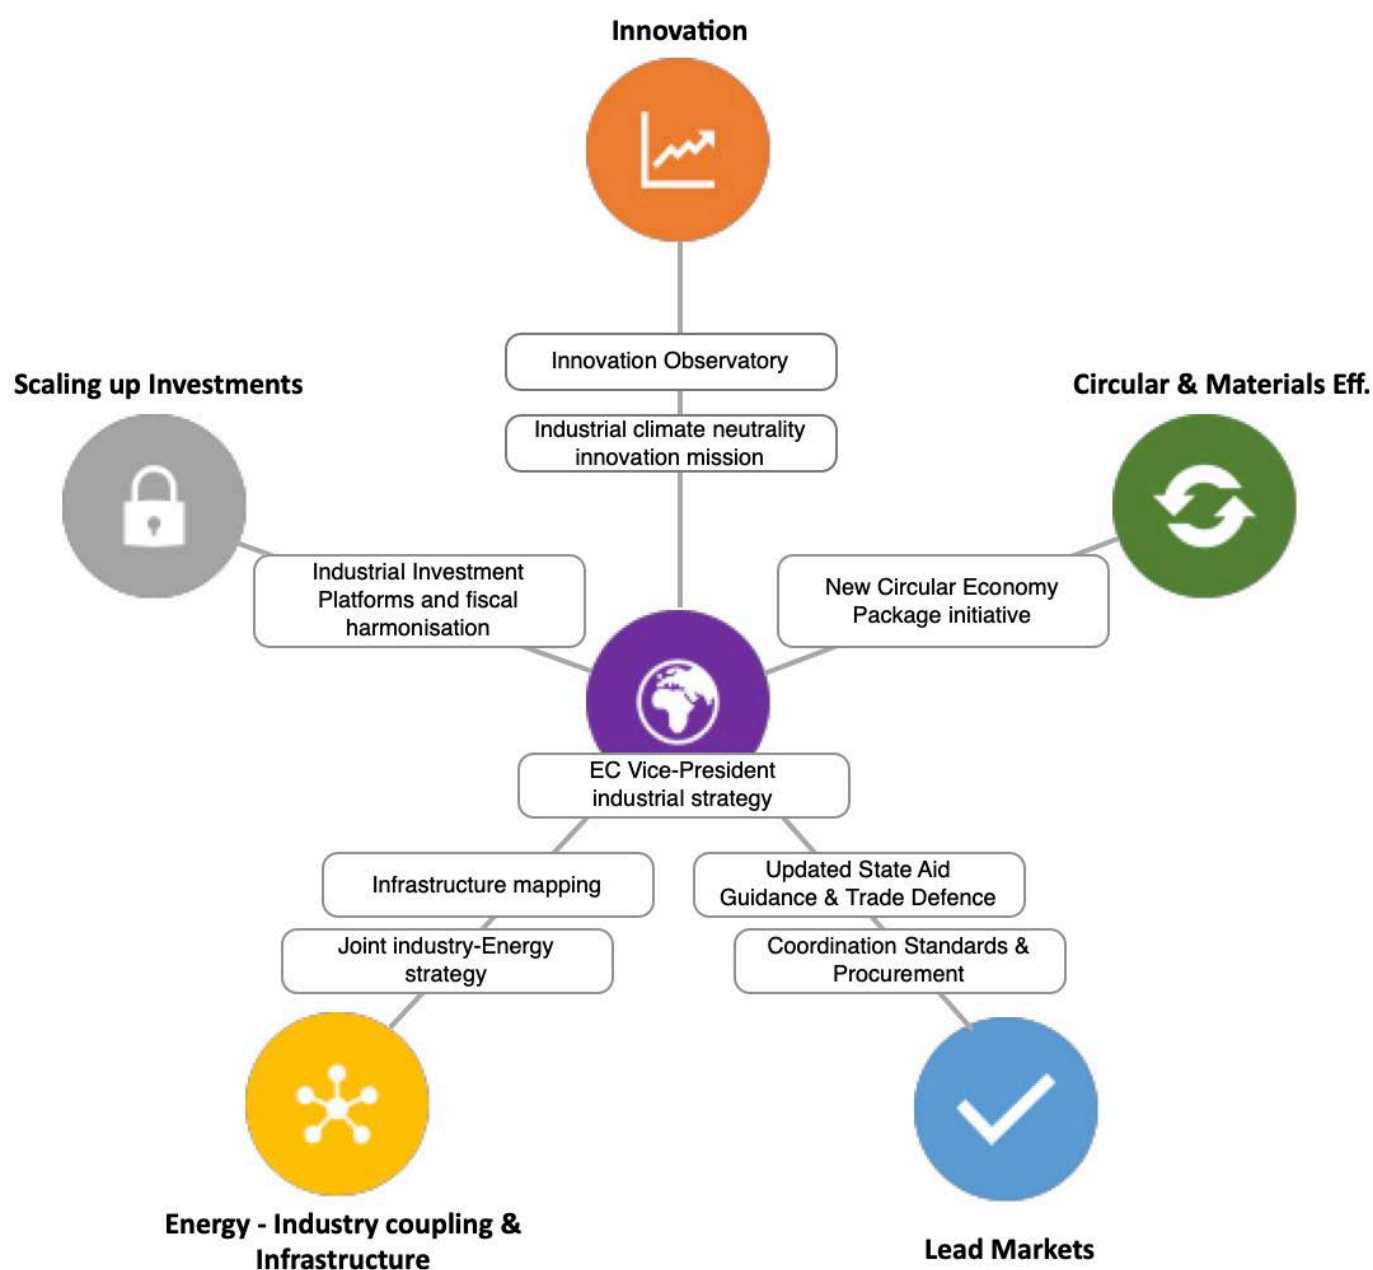 Innovation
Innovation Observatory
Scaling up Investments
Circular & Materials Eff.
Industrial climate neutrality
innovation mission
Industrial Investment
Platforms and fiscal
harmonisation
New Circular Economy
Package initiative
EC Vice-President
industrial strategy
Infrastructure mapping
Updated State Aid
Guidance & Trade Defence
Joint industry-Energy
strategy
Coordination Standards &
Procurement
Energy - Industry coupling &
Infrastructure
Lead Markets